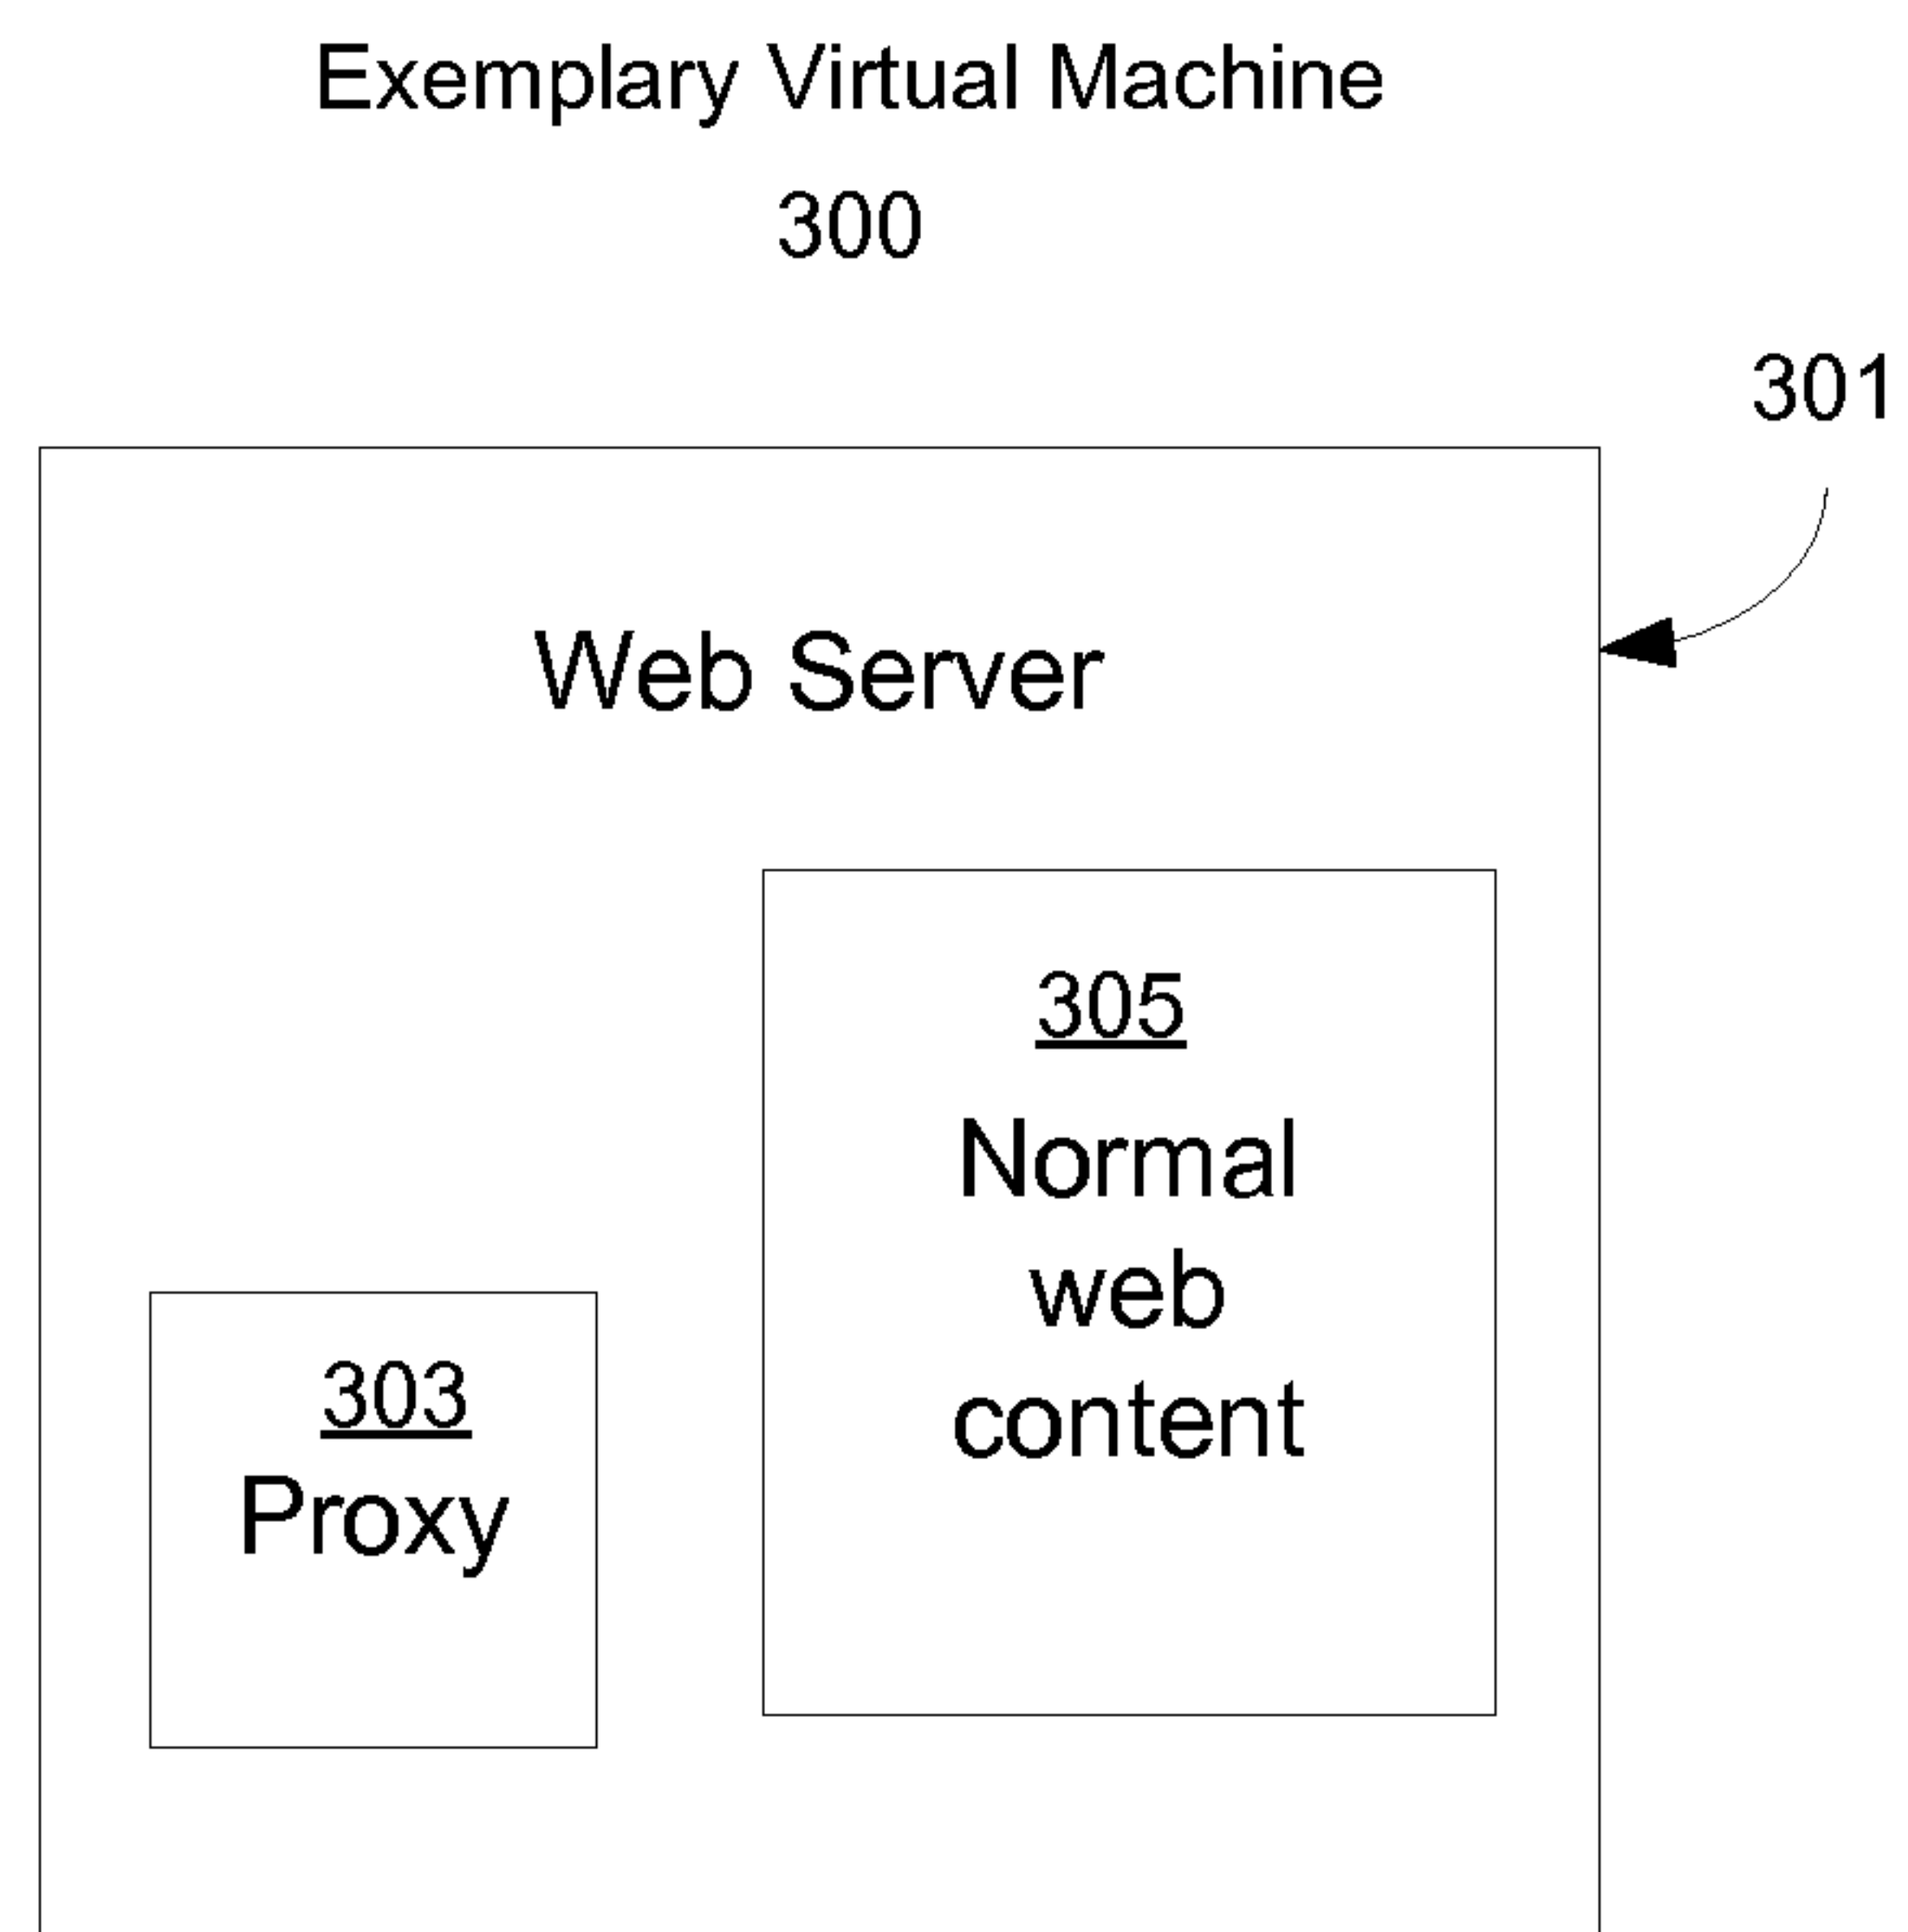 Exemplary Virtual Machine
300
301
Web Server
305
Normal
web
content
303
Proxy